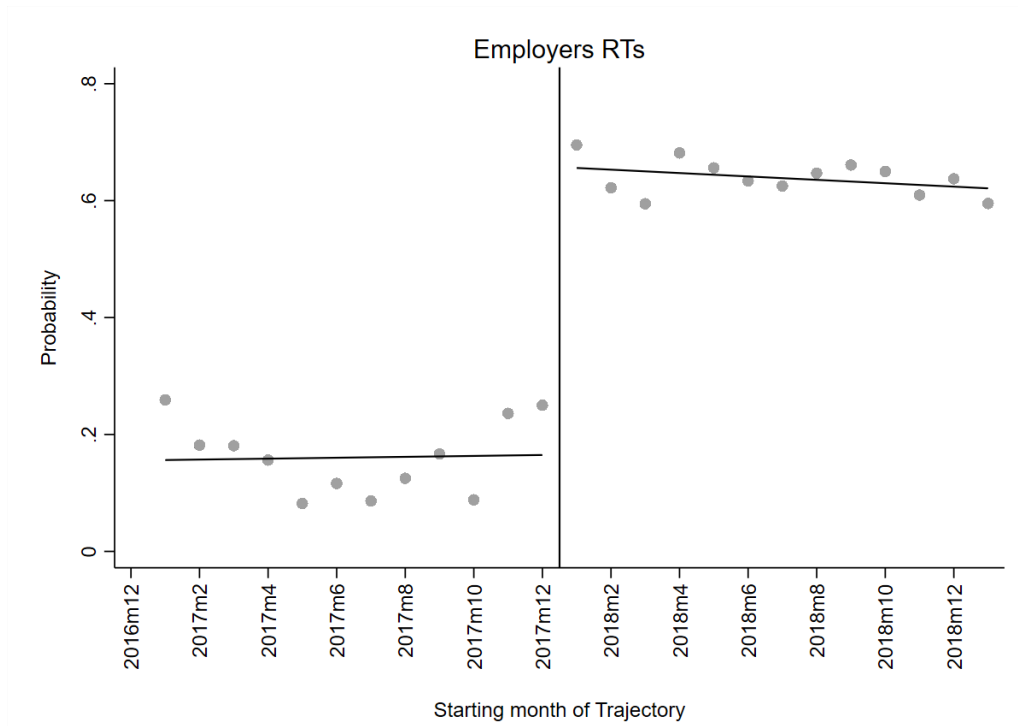 Employers RTs
Probability
.8
.6
.4
.2
0
2016m12
2017m2
2017m4
2017m6
2017m8
2017m10
2017m12
2018m2
2018m4
2018m6
2018m8
2018m10
2018m12
Starting month of Trajectory